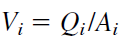 Vᵢ = Qᵢ/Aᵢ